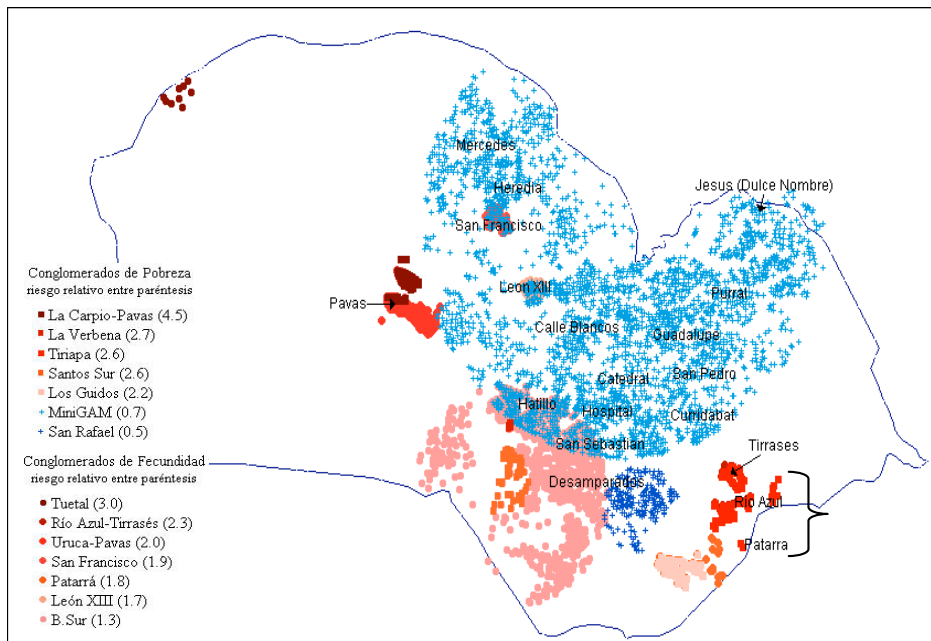 Mercedes
Heredia
Jesus (Dulce Nombre)
San Francisco
Conglomerados de Pobreza
riesgo relativo entre paréntesis
La Carpio-Pavas (4.5)
La Verbena (2.7)
Tiriapa (2.6)
Santos Sur (2.6)
Los Guidos (2.2)
MiniGAM (0.7)
San Rafael (0.5)
Leon XIII
Purral
Pavas
Calle Blancos
Guadalupe
Catedral
San Pedro
Hatillo
Hospital
Curridabat
San Sebastian
Tirrases
Desamparados
Río Azul
Patarra
Conglomerados de Fecundidad
riesgo relativo entre paréntesis
Tuetal (3.0)
Río Azul-Tirrasés (2.3)
Uruca-Pavas (2.0)
San Francisco (1.9)
Patarrá (1.8)
León XIII (1.7)
B.Sur (1.3)